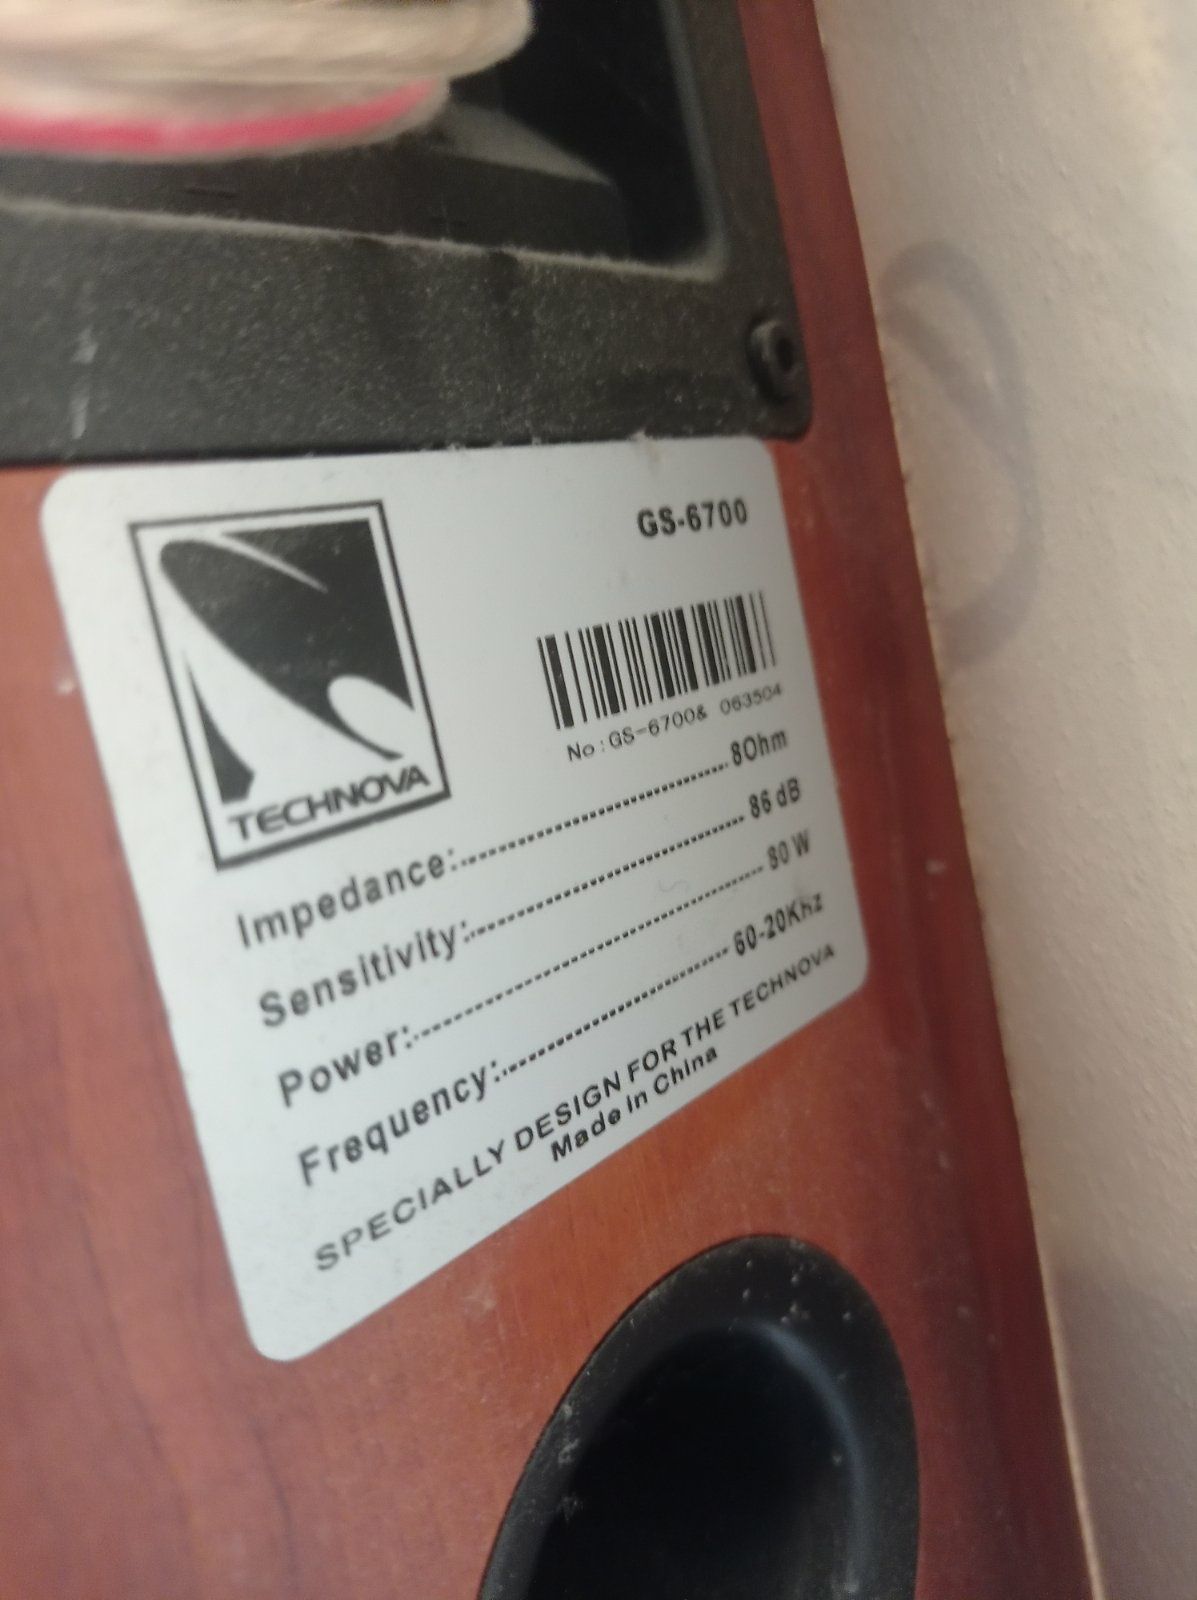 GS-6700
No:GS-6700& 063504
TECHNOVA
Impedance:........................8Ohm
Sensitivity:........................86 dB
Power:........................80 W
Frequency:........................60-20Khz
SPECIALLY DESIGN FOR THE TECHNOVA
Made in China